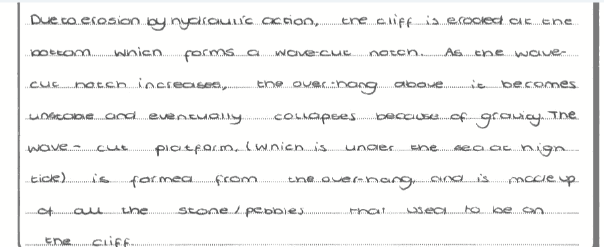 Due to erosion by hydraulic action, the cliff is eroded at the
bottom which forms a wave-cut notch. As the wave-
cut notch increases, the over-hang above it becomes
unstable and eventually collapses because of gravity. The
wave-cut platform, (which is under the sea at high
tide) is formed from the over-hang, and is made up
of all the stone/pebbles that used to be on
the cliff.